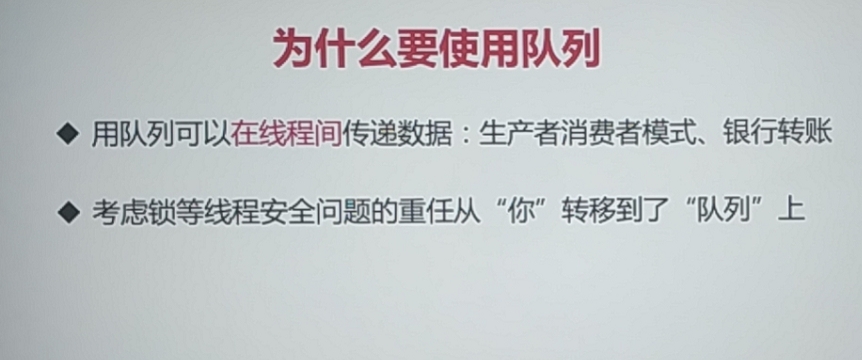 为什么要使用队列
◆ 用队列可以在线程间传递数据：生产者消费者模式、银行转账
◆ 考虑锁等线程安全问题的重任从“你”转移到了“队列”上